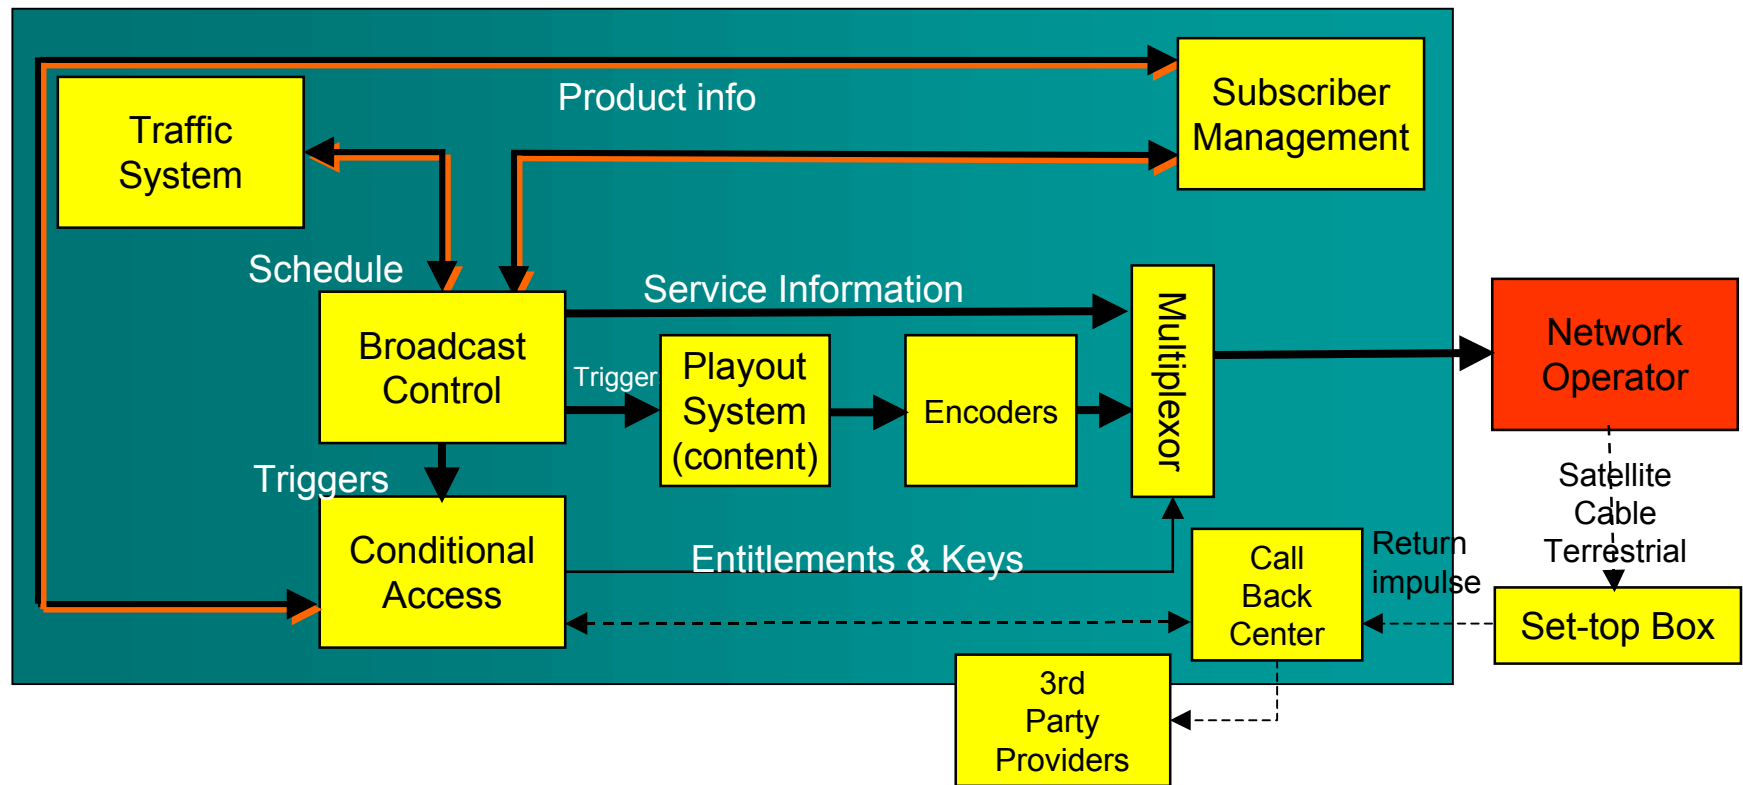 Product info
Subscriber
Management
Traffic
System
Schedule
Service Information
Broadcast
Control
Trigger
Playout
System
(content)
Encoders
Multiplexor
Network
Operator
Triggers
Satellite
Cable
Terrestrial
Conditional
Access
Entitlements & Keys
Call
Back
Center
Return
impulse
Set-top Box
3rd
Party
Providers